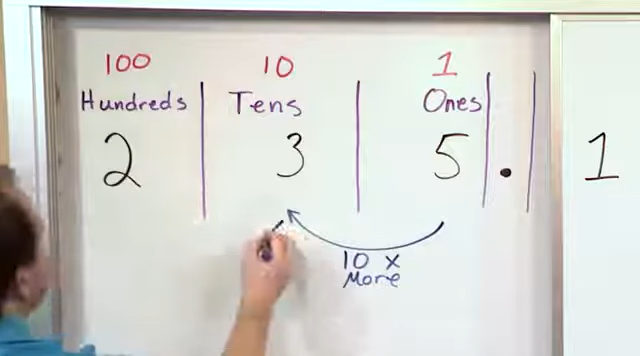 100 10 1
Hundreds Tens Ones
2 3 5 . 1
10 x
More